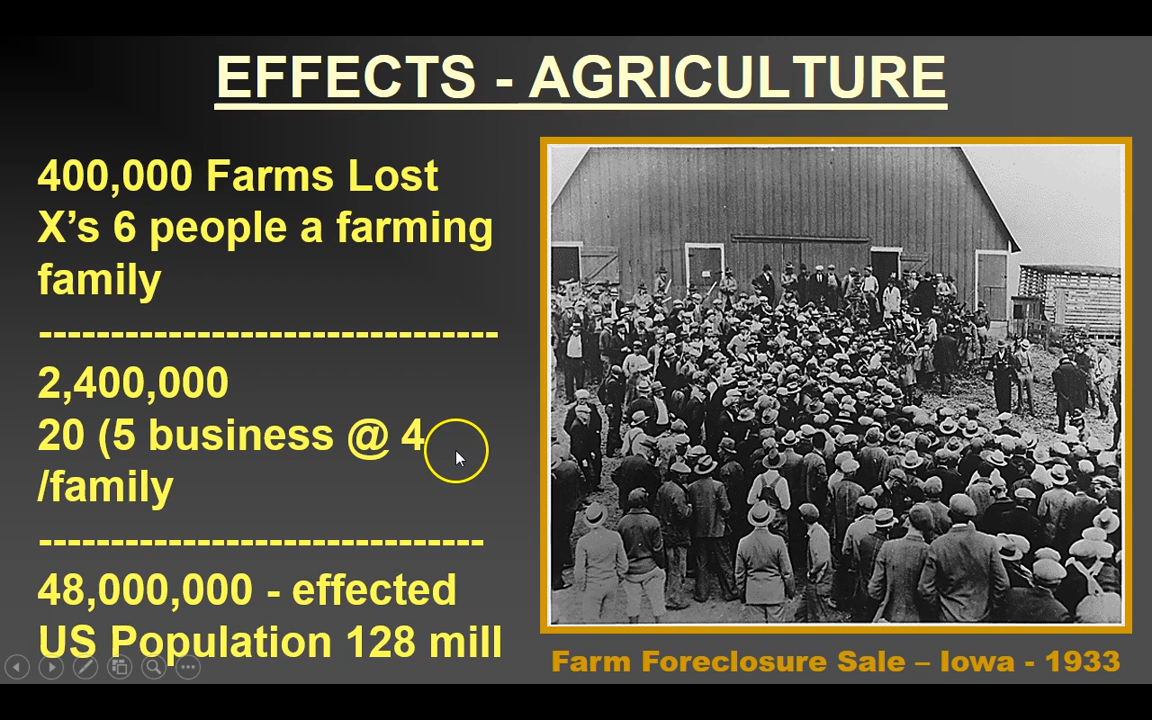 EFFECTS - AGRICULTURE
400,000 Farms Lost
X’s 6 people a farming
family
--------------------------------
2,400,000
20 (5 business @ 4
/family
-------------------------------
48,000,000 - effected
US Population 128 mill
Farm Foreclosure Sale – Iowa - 1933